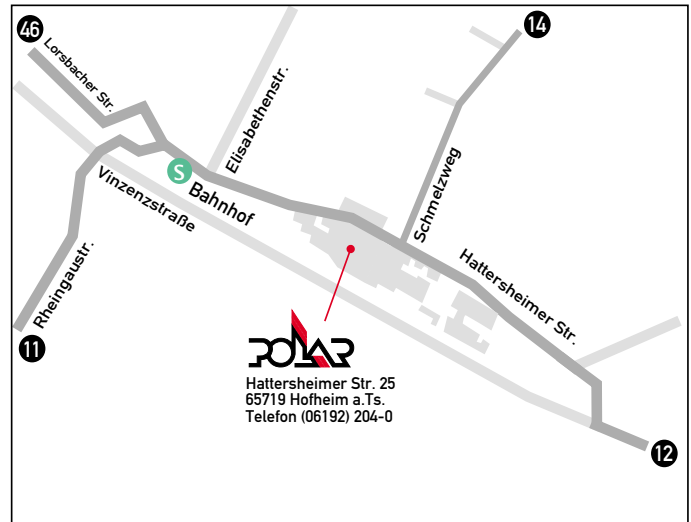 46
14
Lorsbacher Str.
Elisabethenstr.
S
Bahnhof
Vinzenzstraße
Schmelzweg
Rheingaustr.
Hattersheimer Str.
11
POLAR
Hattersheimer Str. 25
65719 Hofheim a.Ts.
Telefon (06192) 204-0
12